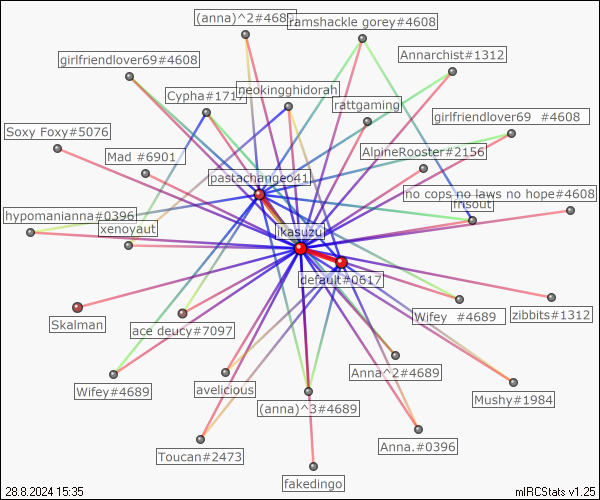 (anna)^2#4689
ramshackle gorey#4608
girlfriendlover69#4608
Annarchist#1312
Cypha#1717
neokingghidorah
rattgaming
girlfriendlover69 #4608
Soxy Foxy#5076
Mad #6901
AlpineRooster#2156
pastachangeo41
no cops no laws no hope#4608
hypomanianna#0396
xenoyaut
jkasuzu
default#0617
Skalman
ace deucy#7097
Wifey #4689
zibbits#1312
Wifey#4689
avelicious
Anna^2#4689
(anna)^3#4689
Mushy#1984
Toucan#2473
Anna.#0396
fakedingo
28.8.2024 15:35
mIRCStats v1.25